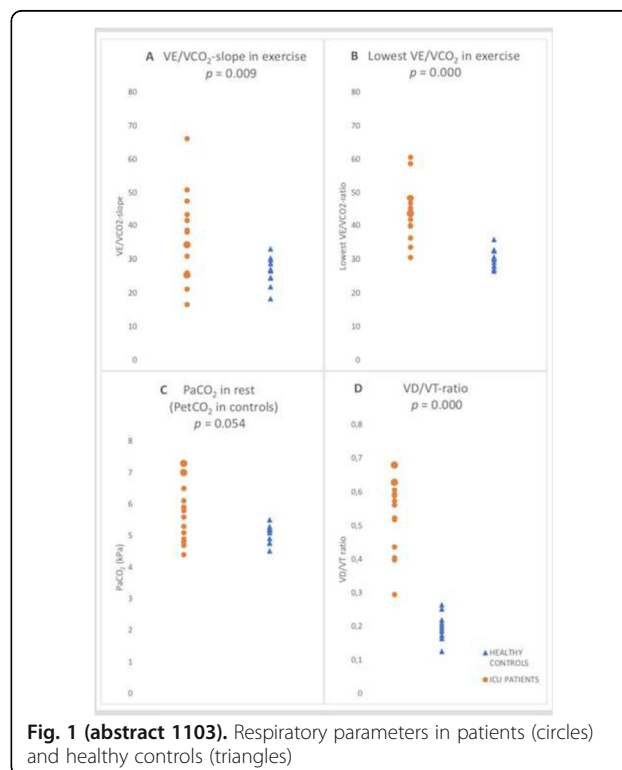 A VE/VCO₂-slope in exercise
p = 0.009
80
70
60
50
40
30
20
10
0
VE/VCO2-slope
B Lowest VE/VCO₂ in exercise
p = 0.000
80
70
60
50
40
30
20
10
0
Lowest VE/VCO2-ratio
C PaCO₂ in rest
(PetCO₂ in controls)
p = 0.054
8
7
6
5
4
3
2
1
0
PaCO₂ (kPa)
D VD/VT-ratio
p = 0.000
0,8
0,7
0,6
0,5
0,4
0,3
0,2
0,1
0
VD/VT ratio
HEALTHY
CONTROLS
ICU PATIENTS
Fig. 1 (abstract 1103). Respiratory parameters in patients (circles)
and healthy controls (triangles)